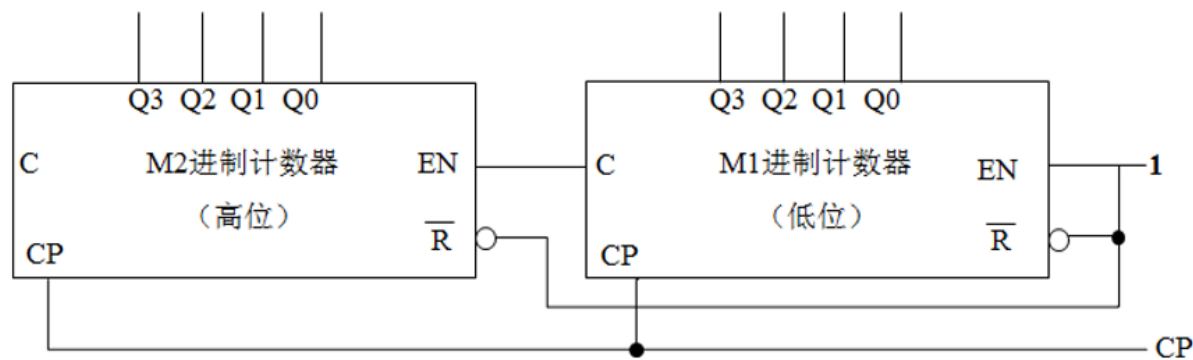 Q3 Q2 Q1 Q0
Q3 Q2 Q1 Q0
C M2进制计数器 EN
C M1进制计数器 EN 1
（高位） R
（低位） R
CP
CP
CP